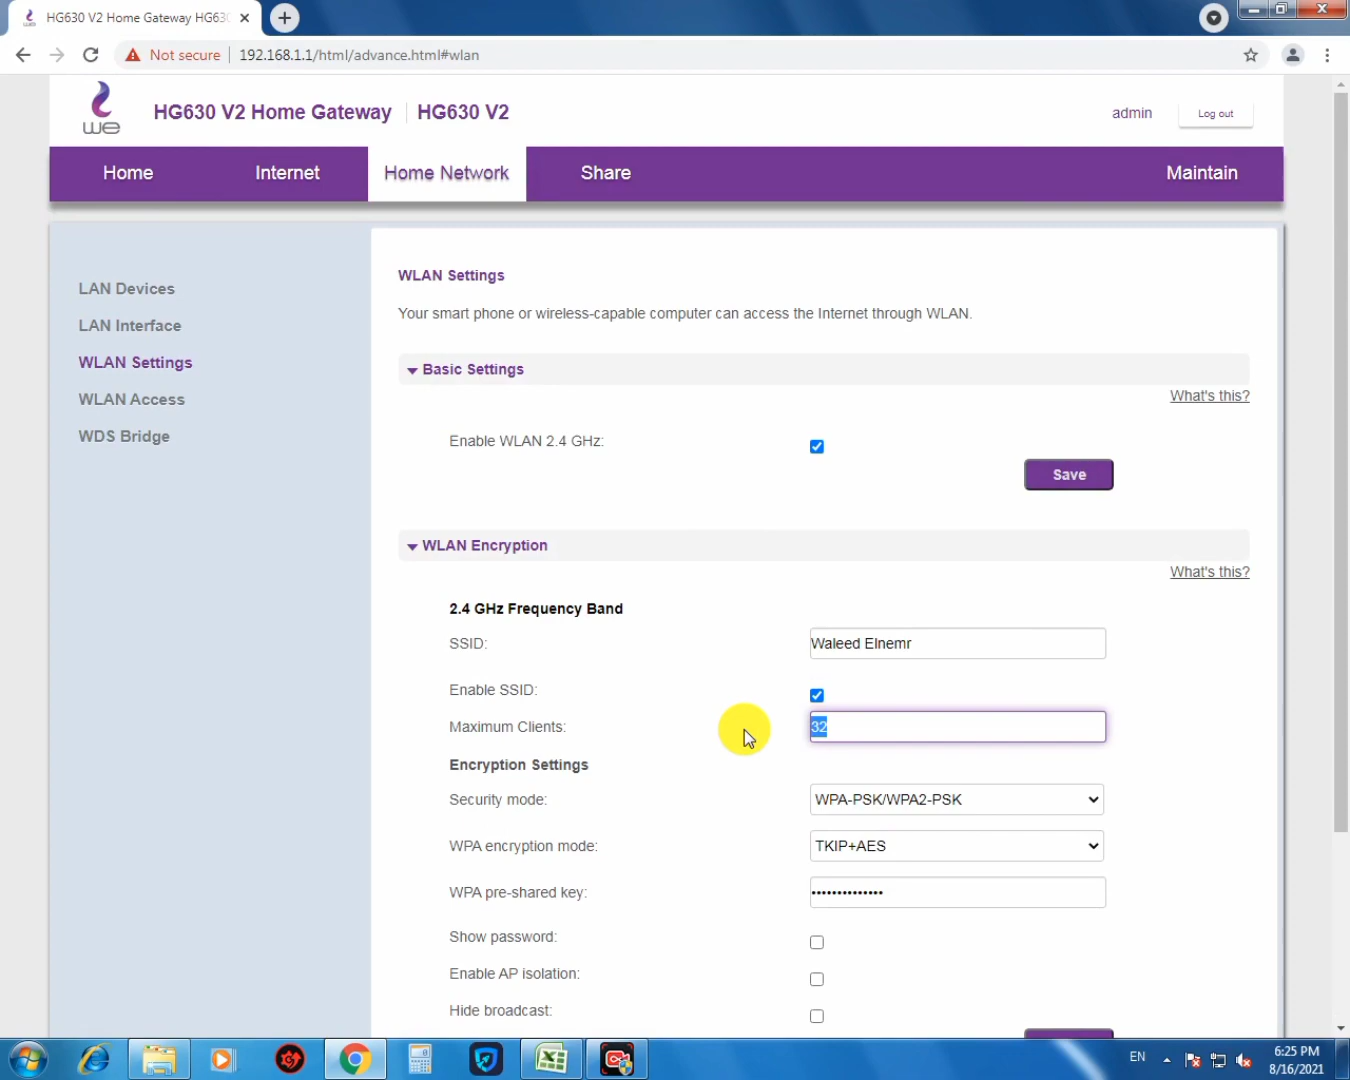 HG630 V2 Home Gateway HG630
Not secure
192.168.1.1/html/advance.html#wlan
we
HG630 V2 Home Gateway
HG630 V2
admin
Log out
Home
Internet
Home Network
Share
Maintain
LAN Devices
LAN Interface
WLAN Settings
WLAN Access
WDS Bridge
WLAN Settings
Your smart phone or wireless-capable computer can access the Internet through WLAN.
Basic Settings
What's this?
Enable WLAN 2.4 GHz:
Save
WLAN Encryption
What's this?
2.4 GHz Frequency Band
SSID: Waleed Elnemr
Enable SSID:
Maximum Clients: 32
Encryption Settings
Security mode: WPA-PSK/WPA2-PSK
WPA encryption mode: TKIP+AES
WPA pre-shared key: ••••••••••••••
Show password:
Enable AP isolation:
Hide broadcast:
EN
6:25 PM
8/16/2021